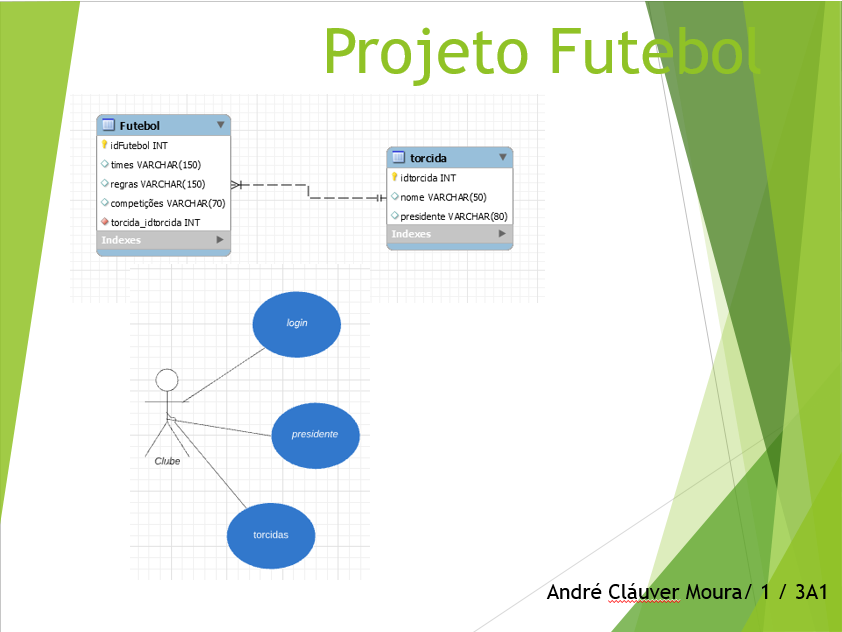 Projeto Futebol
Futebol
idFutebol INT
times VARCHAR(150)
regras VARCHAR(150)
competições VARCHAR(70)
torcida_idtorcida INT
Indexes
torcida
idtorcida INT
nome VARCHAR(50)
presidente VARCHAR(80)
Indexes
login
presidente
Clube
torcidas
André Cláuver Moura/ 1 / 3A1